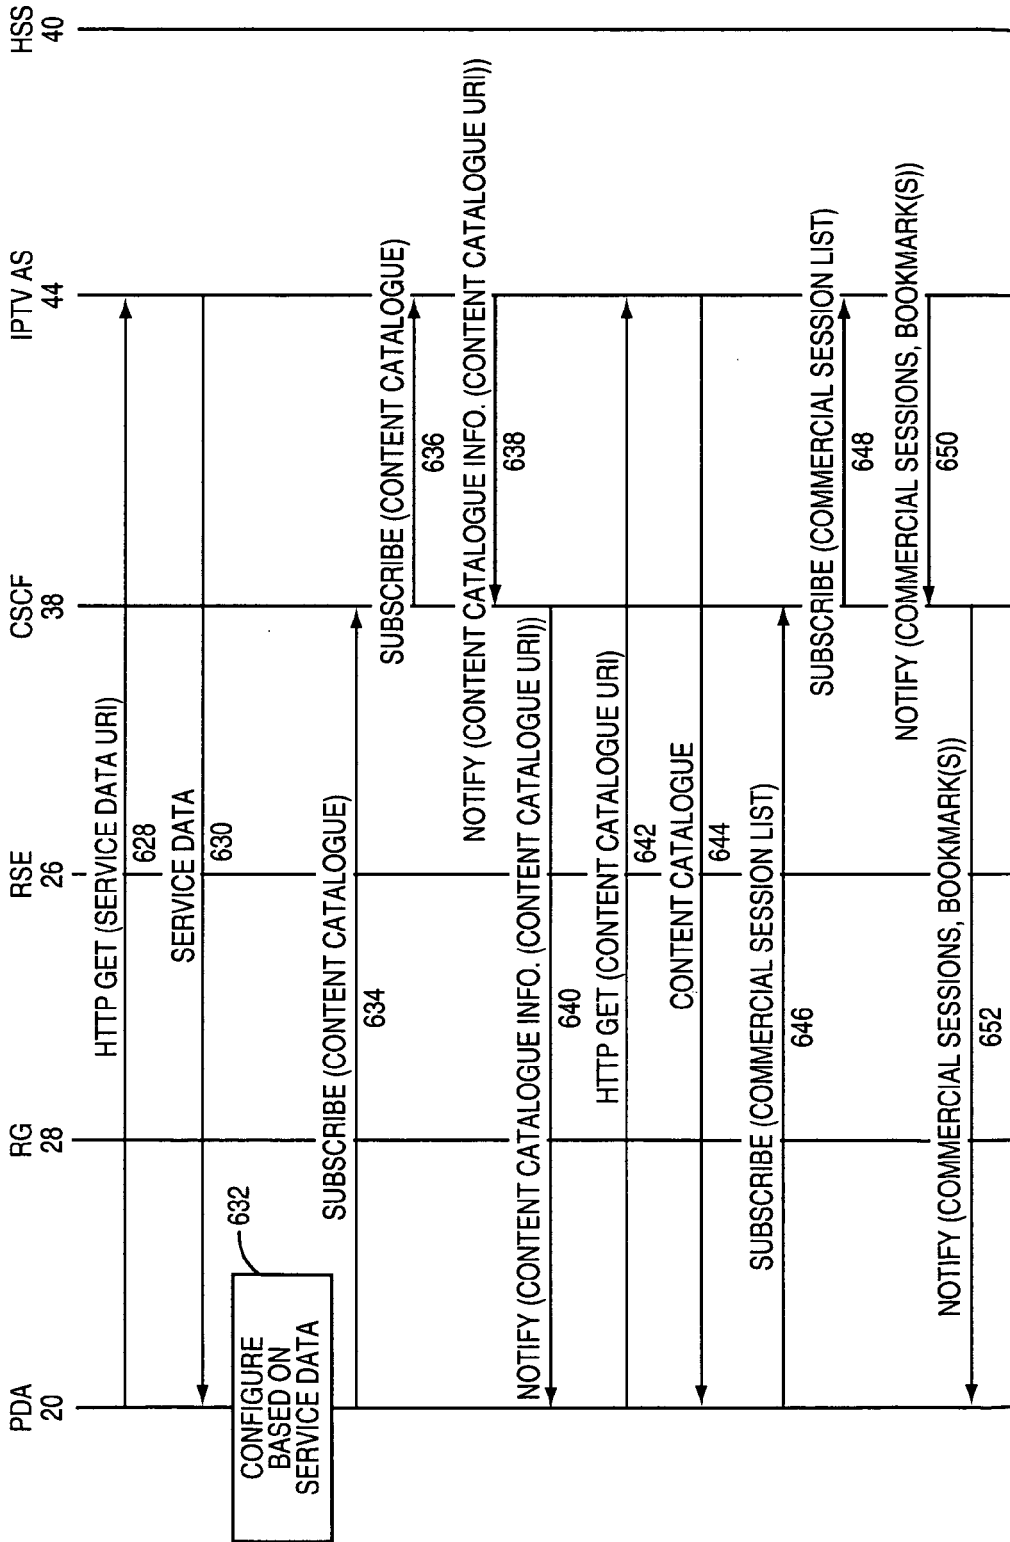 PDA
20
RG
28
RSE
26
CSCF
38
IPTV AS
44
HSS
40
HTTP GET (SERVICE DATA URI)
628
SERVICE DATA
630
CONFIGURE
BASED ON
SERVICE DATA
632
SUBSCRIBE (CONTENT CATALOGUE)
634
SUBSCRIBE (CONTENT CATALOGUE)
636
NOTIFY (CONTENT CATALOGUE INFO. (CONTENT CATALOGUE URI))
638
NOTIFY (CONTENT CATALOGUE INFO. (CONTENT CATALOGUE URI))
640
HTTP GET (CONTENT CATALOGUE URI)
642
CONTENT CATALOGUE
644
SUBSCRIBE (COMMERCIAL SESSION LIST)
646
SUBSCRIBE (COMMERCIAL SESSION LIST)
648
NOTIFY (COMMERCIAL SESSIONS, BOOKMARK(S))
650
NOTIFY (COMMERCIAL SESSIONS, BOOKMARK(S))
652